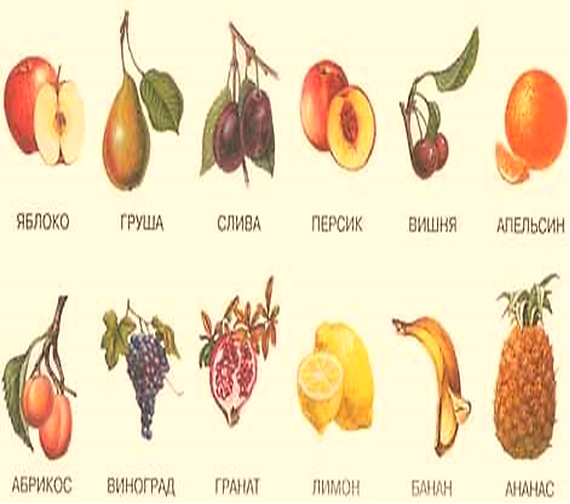 ЯБЛОКО ГРУША СЛИВА ПЕРСИК ВИШНЯ АПЕЛЬСИН
АБРИКОС ВИНОГРАД ГРАНАТ ЛИМОН БАНАН АНАНАС